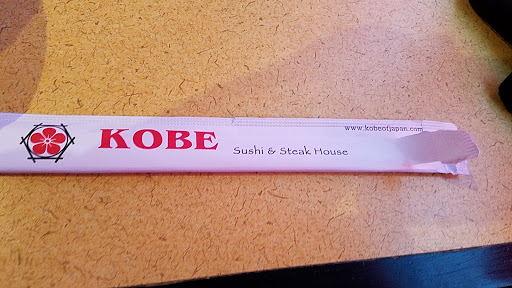 www.kobeofjapan.com
KOBE
Sushi & Steak House